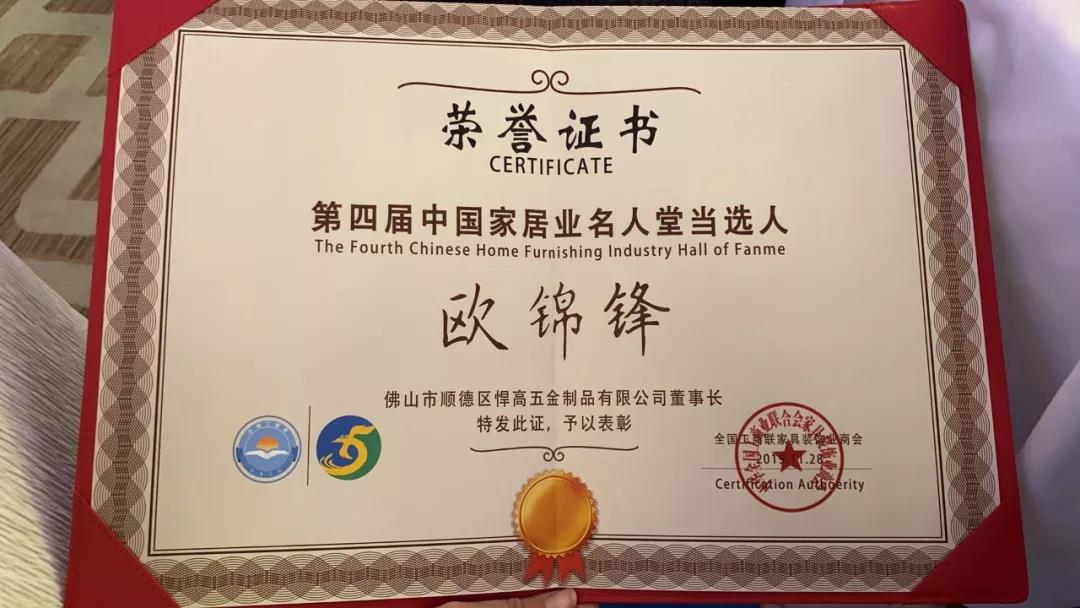 荣誉证书
CERTIFICATE
第四届中国家居业名人堂当选人
The Fourth Chinese Home Furnishing Industry Hall of Fanme
欧锦锋
佛山市顺德区悍高五金制品有限公司董事长
特发此证，予以表彰
全国工商联家具装饰业商会
Certification Authoerity